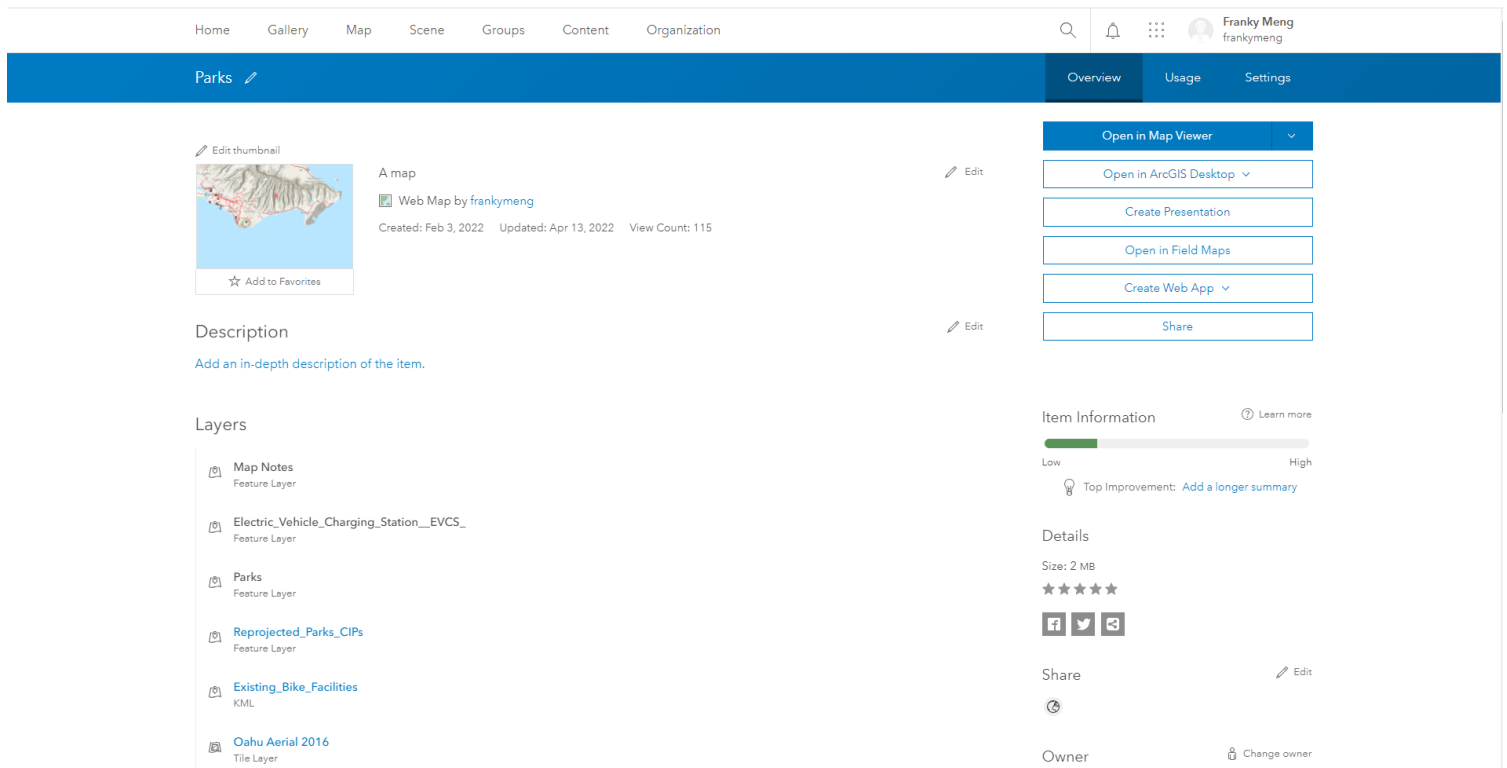 Home Gallery Map Scene Groups Content Organization
Franky Meng
frankymeng
Parks
Overview Usage Settings
Edit thumbnail
Add to Favorites
A map
Edit
Web Map by frankymeng
Created: Feb 3, 2022 Updated: Apr 13, 2022 View Count: 115
Description
Edit
Add an in-depth description of the item.
Layers
Map Notes
Feature Layer
Electric_Vehicle_Charging_Station__EVCS_
Feature Layer
Parks
Feature Layer
Reprojected_Parks_CIPs
Feature Layer
Existing_Bike_Facilities
KML
Oahu Aerial 2016
Tile Layer
Open in Map Viewer
Open in ArcGIS Desktop
Create Presentation
Open in Field Maps
Create Web App
Share
Item Information
Learn more
Low High
Top Improvement: Add a longer summary
Details
Size: 2 MB
Share
Edit
Owner
Change owner